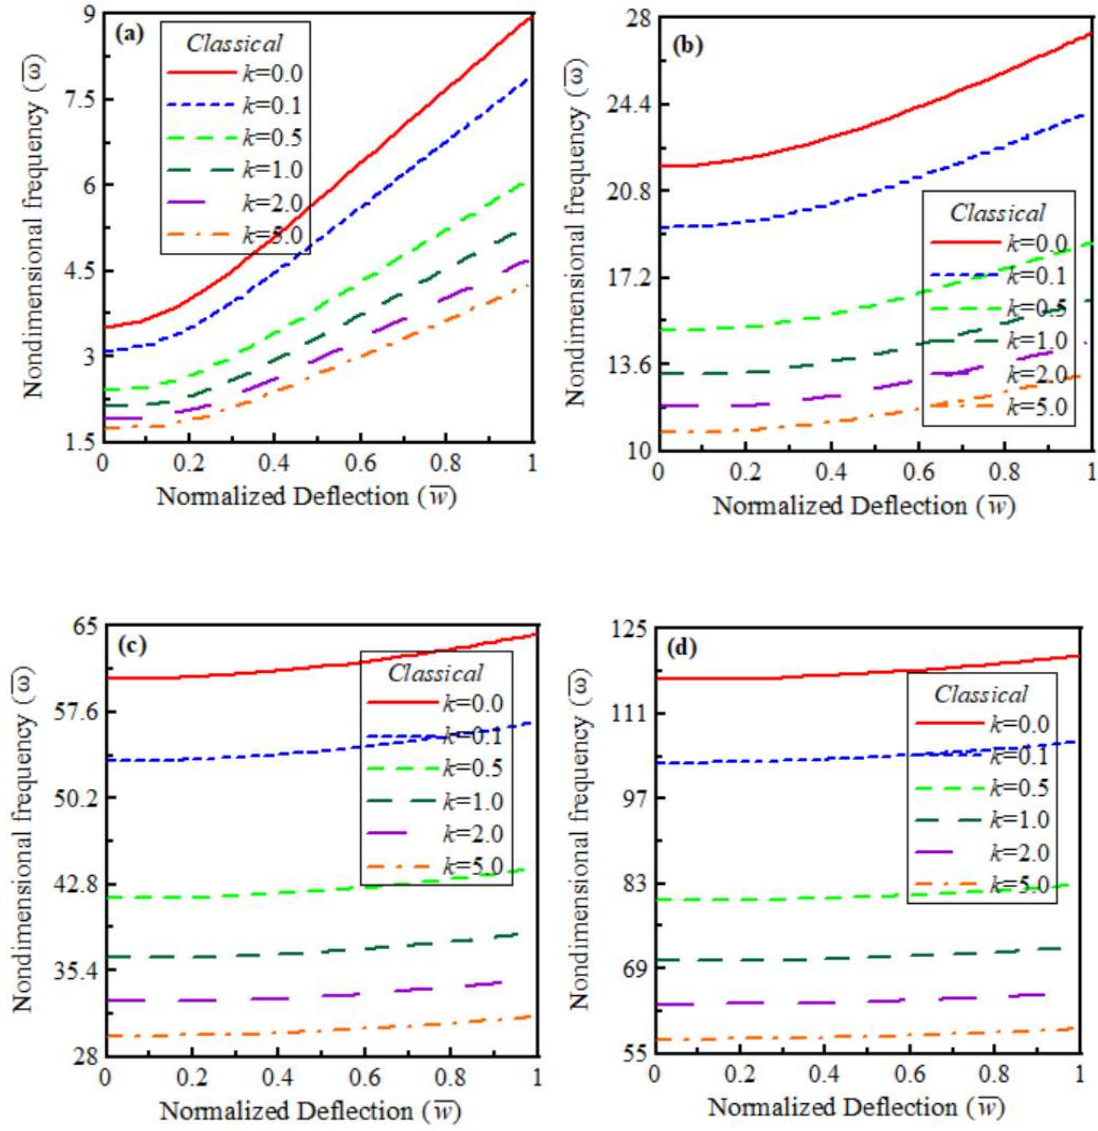 (a)
Nondimensional frequency (ω̅)
9
7.5
6
4.5
3
1.5
Classical
k=0.0
k=0.1
k=0.5
k=1.0
k=2.0
k=5.0
0 0.2 0.4 0.6 0.8 1
Normalized Deflection (w̅)
(b)
Nondimensional frequency (ω̅)
28
24.4
20.8
17.2
13.6
10
Classical
k=0.0
k=0.1
k=0.5
k=1.0
k=2.0
k=5.0
0 0.2 0.4 0.6 0.8 1
Normalized Deflection (w̅)
(c)
Nondimensional frequency (ω̅)
65
57.6
50.2
42.8
35.4
28
Classical
k=0.0
k=0.1
k=0.5
k=1.0
k=2.0
k=5.0
0 0.2 0.4 0.6 0.8 1
Normalized Deflection (w̅)
(d)
Nondimensional frequency (ω̅)
125
111
97
83
69
55
Classical
k=0.0
k=0.1
k=0.5
k=1.0
k=2.0
k=5.0
0 0.2 0.4 0.6 0.8 1
Normalized Deflection (w̅)